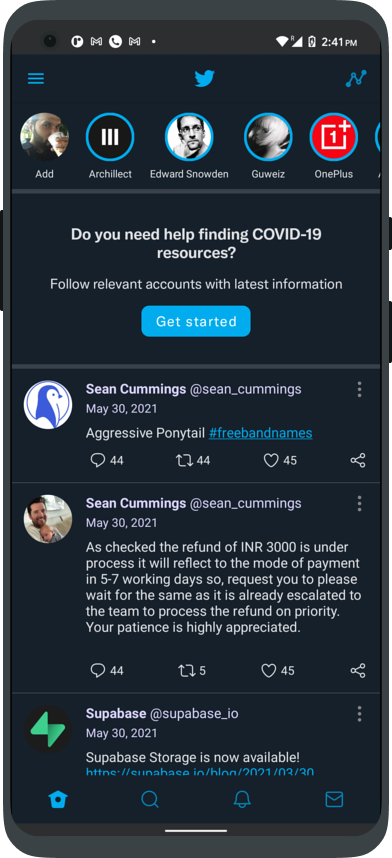 R 2:41PM
Add Archillect Edward Snowden Guweiz OnePlus
Do you need help finding COVID-19
resources?
Follow relevant accounts with latest information
Get started
Sean Cummings @sean_cummings
May 30, 2021
Aggressive Ponytail #freebandnames
44 44 45
Sean Cummings @sean_cummings
May 30, 2021
As checked the refund of INR 3000 is under
process it will reflect to the mode of payment
in 5-7 working days so, request you to please
wait for the same as it is already escalated to
the team to process the refund on priority.
Your patience is highly appreciated.
44 5 45
Supabase @supabase_io
May 30, 2021
Supabase Storage is now available!
https://supabase.io/blog/2021/03/30